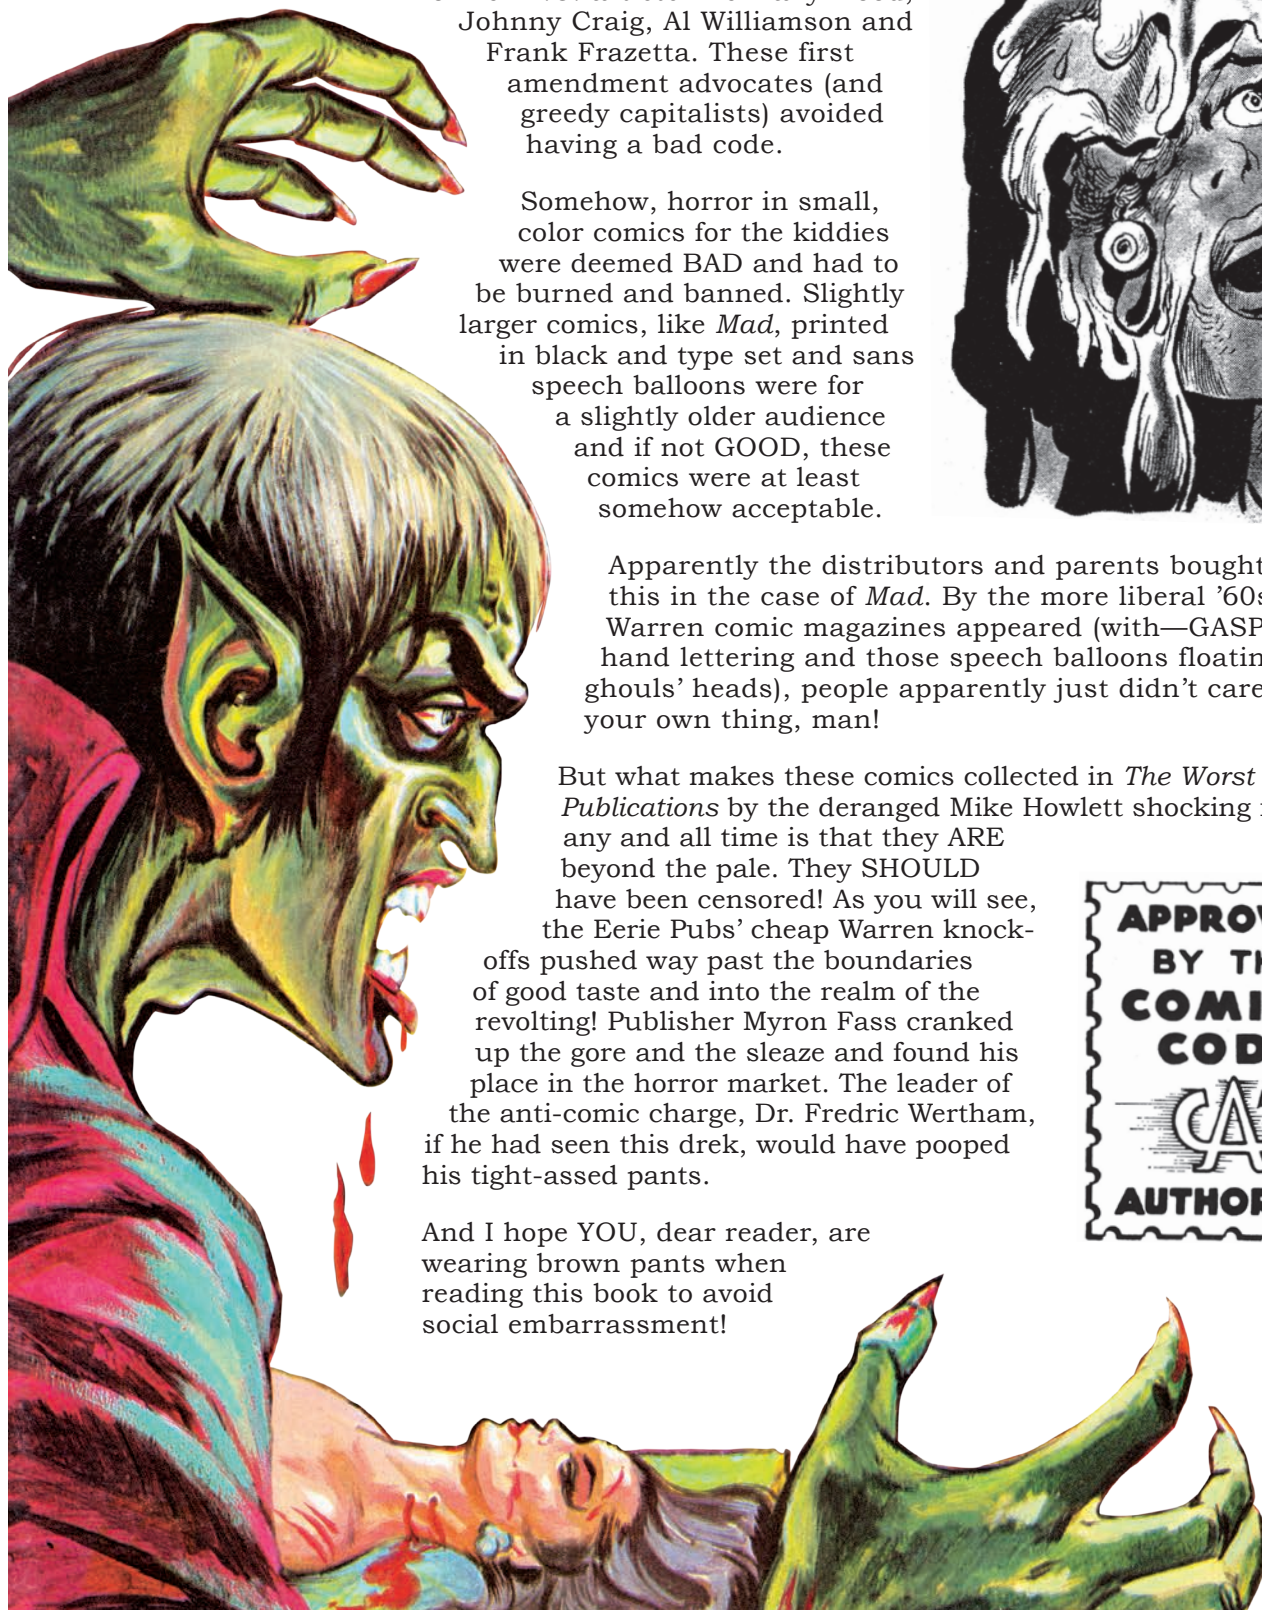 Johnny Craig, Al Williamson and
Frank Frazetta. These first
amendment advocates (and
greedy capitalists) avoided
having a bad code.
Somehow, horror in small,
color comics for the kiddies
were deemed BAD and had to
be burned and banned. Slightly
larger comics, like Mad, printed
in black and type set and sans
speech balloons were for
a slightly older audience
and if not GOOD, these
comics were at least
somehow acceptable.
Apparently the distributors and parents bought
this in the case of Mad. By the more liberal ’60s
Warren comic magazines appeared (with—GASP
hand lettering and those speech balloons floatin
ghouls’ heads), people apparently just didn’t care
your own thing, man!
But what makes these comics collected in The Worst
Publications by the deranged Mike Howlett shocking
any and all time is that they ARE
beyond the pale. They SHOULD
have been censored! As you will see,
the Eerie Pubs’ cheap Warren knock-
offs pushed way past the boundaries
of good taste and into the realm of the
revolting! Publisher Myron Fass cranked
up the gore and the sleaze and found his
place in the horror market. The leader of
the anti-comic charge, Dr. Fredric Wertham,
if he had seen this drek, would have pooped
his tight-assed pants.
And I hope YOU, dear reader, are
wearing brown pants when
reading this book to avoid
social embarrassment!
APPROV
BY TH
COMI
COD
CA
AUTHOR